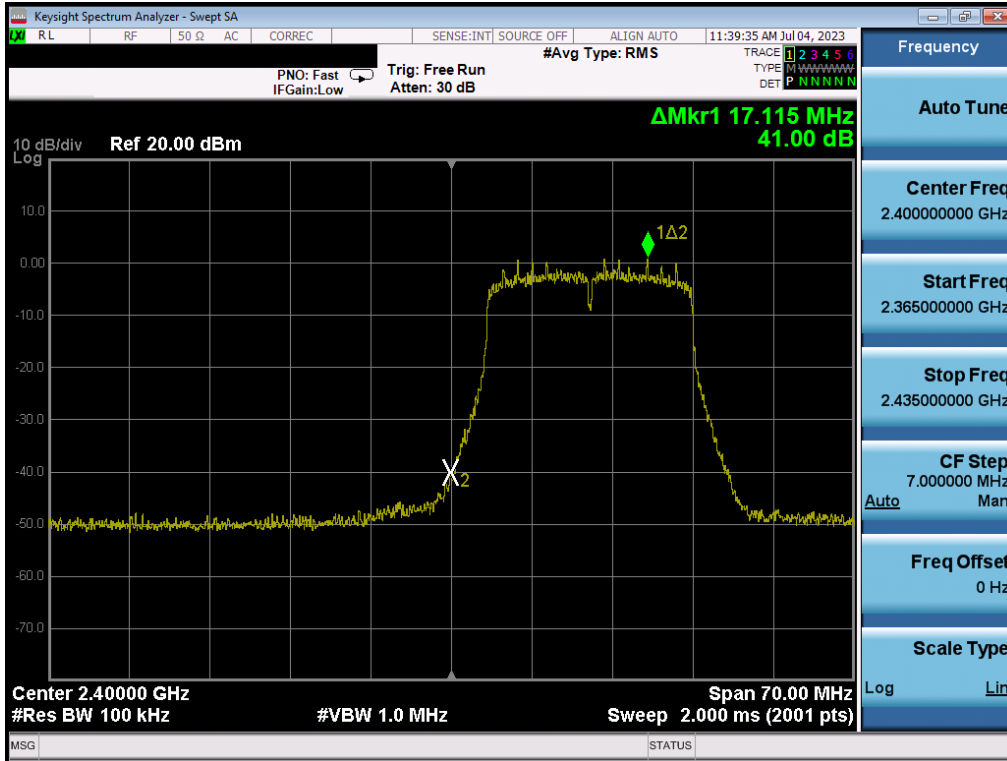 Keysight Spectrum Analyzer - Swept SA
LXI RL RF 50 Ω AC CORREC SENSE:INT SOURCE OFF ALIGN AUTO 11:39:35 AM Jul 04, 2023
#Avg Type: RMS
TRACE 1 2 3 4 5 6
TYPE M WWWWW
DET P N N N N N
PNO: Fast
IFGain:Low
Trig: Free Run
Atten: 30 dB
ΔMkr1 17.115 MHz
41.00 dB
10 dB/div
Log
Ref 20.00 dBm
10.0
0.00
-10.0
-20.0
-30.0
-40.0
-50.0
-60.0
-70.0
1Δ2
2
Center 2.40000 GHz
Span 70.00 MHz
#Res BW 100 kHz
#VBW 1.0 MHz
Sweep 2.000 ms (2001 pts)
MSG
STATUS
Frequency
Auto Tune
Center Freq
2.400000000 GHz
Start Freq
2.365000000 GHz
Stop Freq
2.435000000 GHz
CF Step
7.000000 MHz
Auto Man
Freq Offset
0 Hz
Scale Type
Log Lin